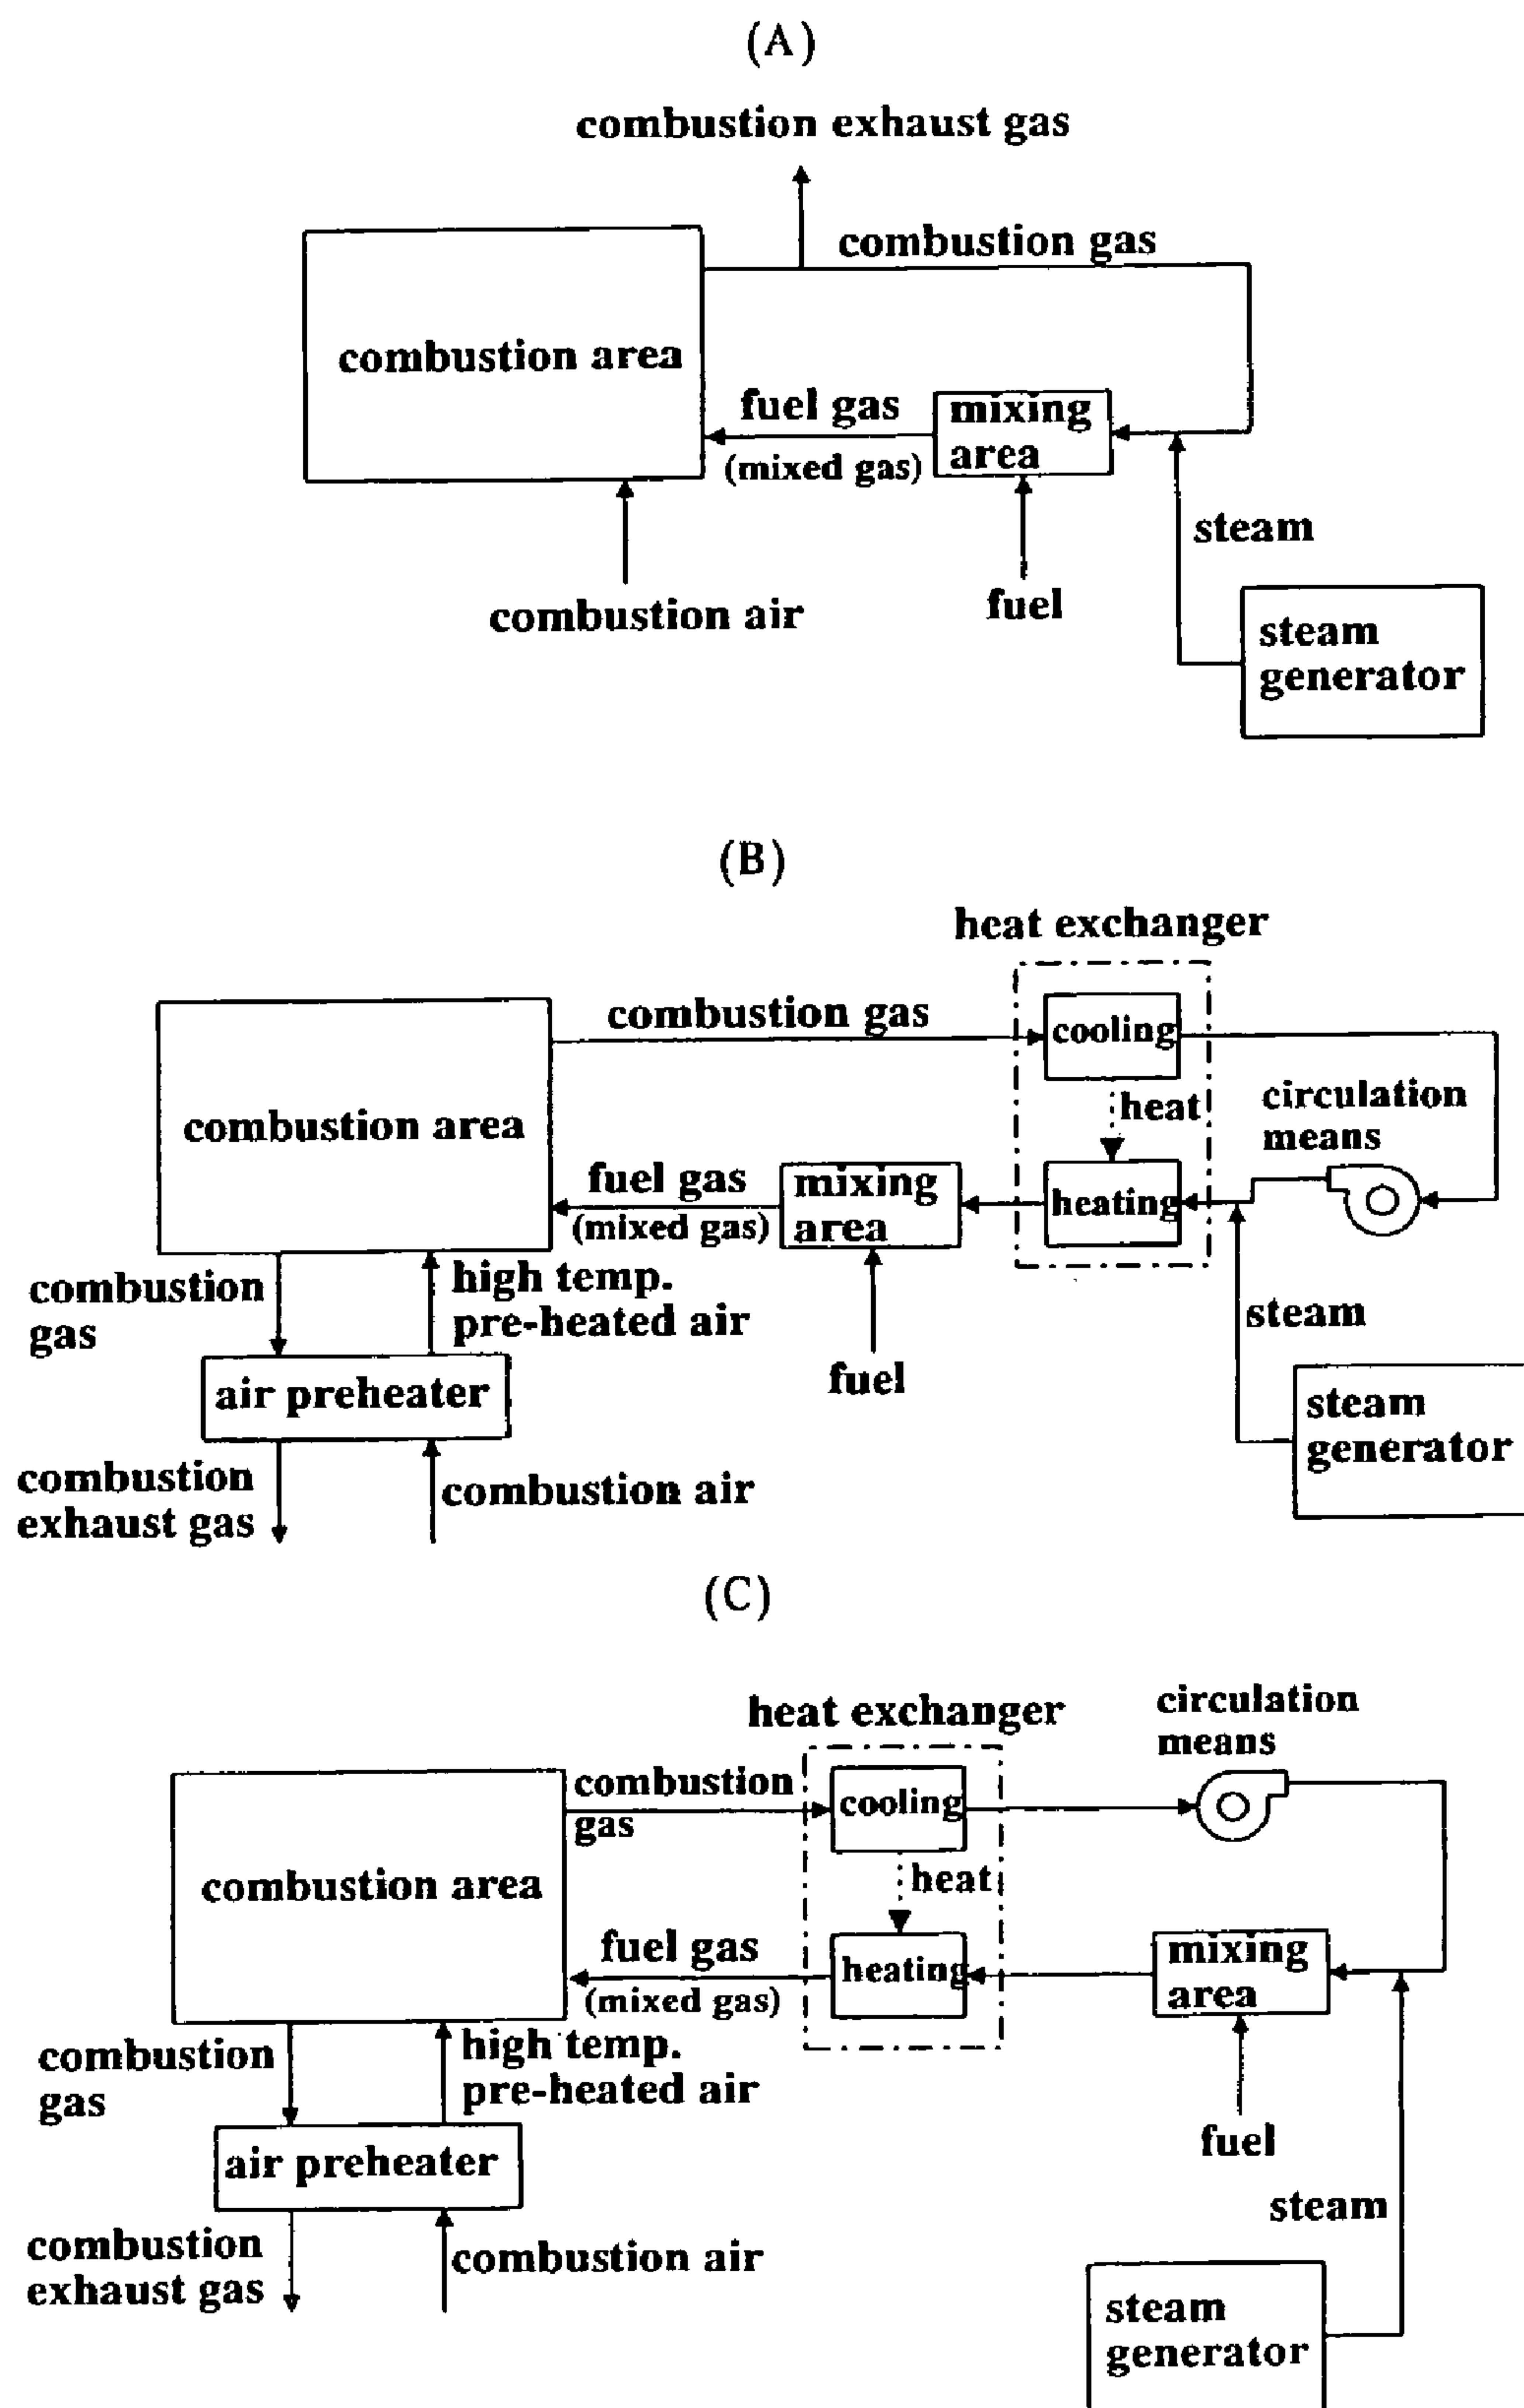 (A)
combustion exhaust gas
combustion gas
combustion area
fuel gas
(mixed gas)
mixing
area
steam
combustion air
fuel
steam
generator
(B)
heat exchanger
combustion gas
cooling
heat
circulation
means
combustion area
fuel gas
(mixed gas)
mixing
area
heating
combustion
gas
high temp.
pre-heated air
steam
fuel
air preheater
steam
generator
combustion
exhaust gas
combustion air
(C)
heat exchanger
circulation
means
combustion
gas
cooling
heat
combustion area
fuel gas
(mixed gas)
heating
mixing
area
combustion
gas
high temp.
pre-heated air
fuel
air preheater
steam
combustion
exhaust gas
combustion air
steam
generator